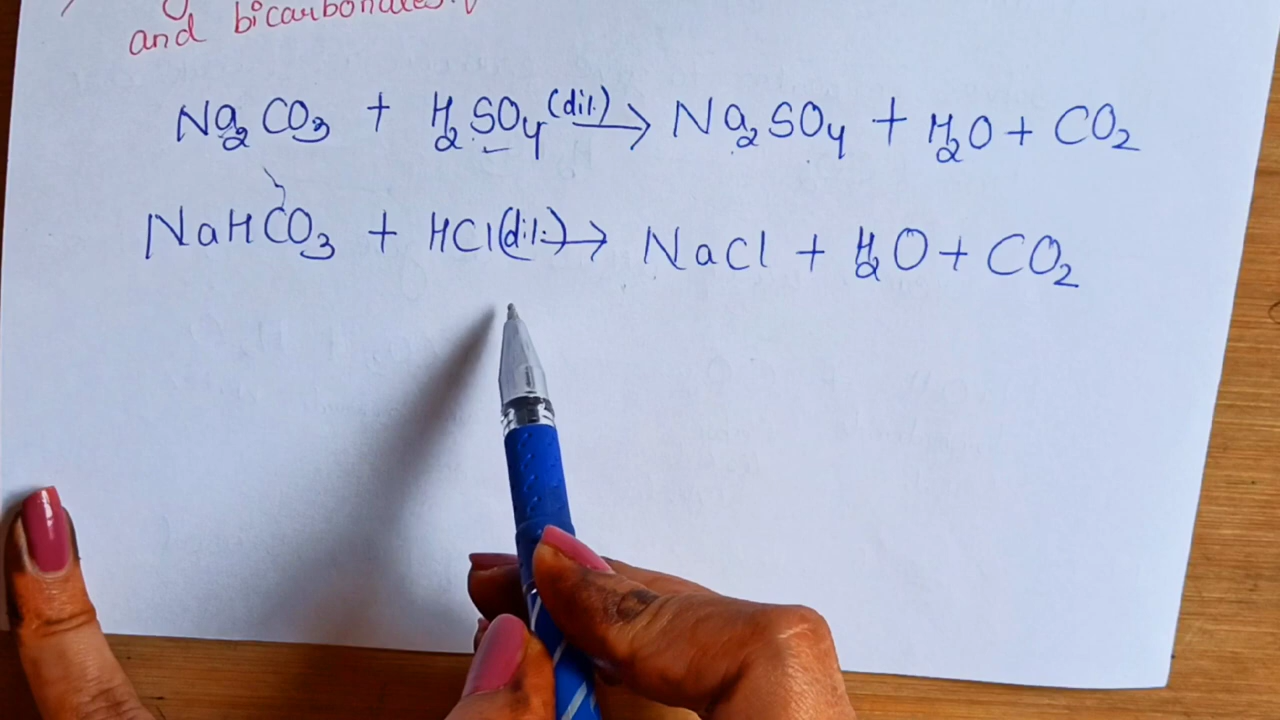 and bicarbonates
Na₂CO₃ + H₂SO₄ (dil.) → Na₂SO₄ + H₂O + CO₂
NaHCO₃ + HCl (dil.) → NaCl + H₂O + CO₂